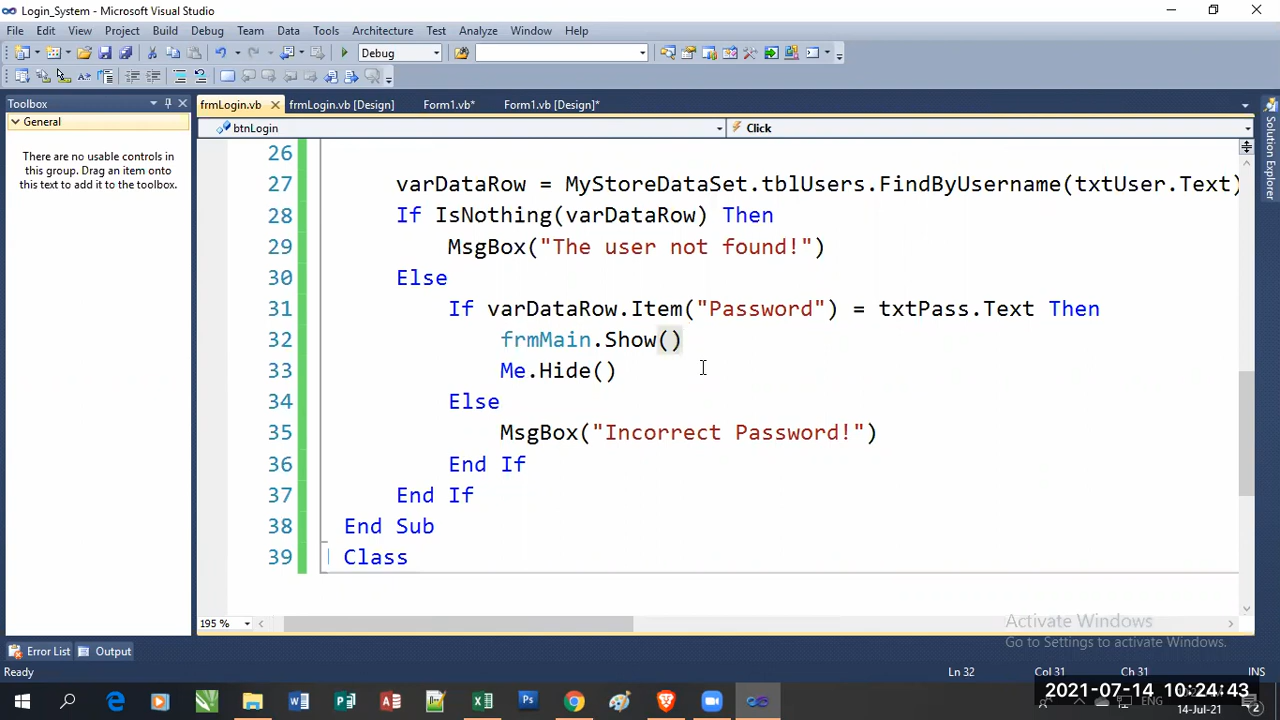 Login_System - Microsoft Visual Studio
File Edit View Project Build Debug Team Data Tools Architecture Test Analyze Window Help
Debug
Toolbox
General
There are no usable controls in
this group. Drag an item onto
this text to add it to the toolbox.
frmLogin.vb frmLogin.vb [Design] Form1.vb* Form1.vb [Design]*
btnLogin Click
Solution Explorer
26
27 varDataRow = MyStoreDataSet.tblUsers.FindByUsername(txtUser.Text)
28 If IsNothing(varDataRow) Then
29 MsgBox("The user not found!")
30 Else
31 If varDataRow.Item("Password") = txtPass.Text Then
32 frmMain.Show()
33 Me.Hide()
34 Else
35 MsgBox("Incorrect Password!")
36 End If
37 End If
38 End Sub
39 Class
195 %
Activate Windows
Go to Settings to activate Windows.
Error List Output
Ready Ln 32 Col 31 Ch 31 INS
2021-07-14 10:24:43
ENG
14-Jul-21
2